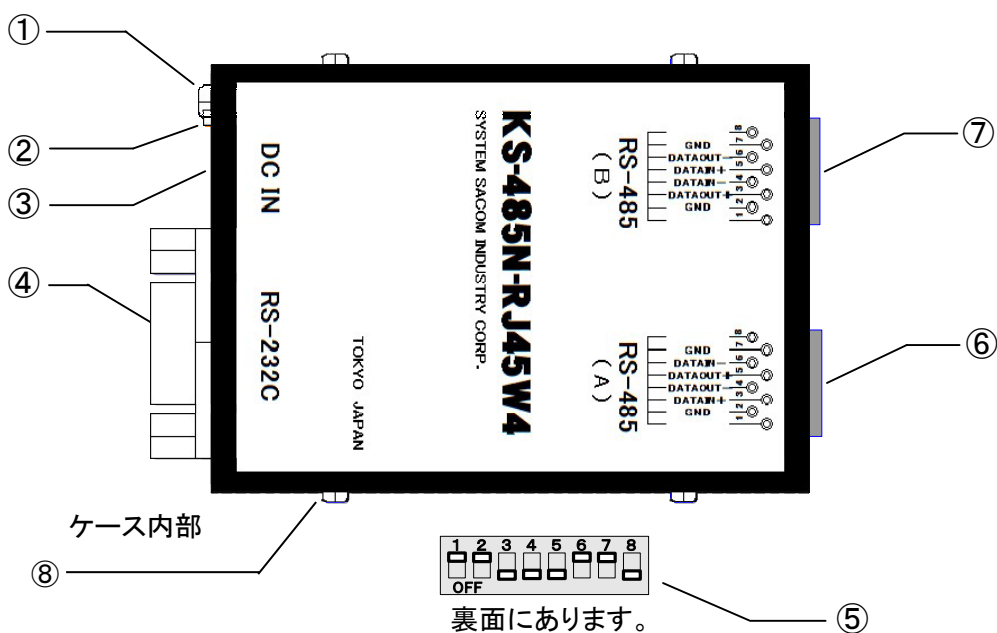 ①
②
③
④
⑤
⑥
⑦
⑧
DC IN
RS-232C
TOKYO JAPAN
KS-485N-RJ45W4
SYSTEM SACOM INDUSTRY CORP.
RS-485
(B)
8
7 GND
6 DATAOUT-
5 DATAIN+
4 DATAIN-
3 DATAOUT+
2 GND
1
RS-485
(A)
8
7 GND
6 DATAIN-
5 DATAOUT+
4 DATAOUT-
3 DATAIN+
2 GND
1
ケース内部
1 2 3 4 5 6 7 8
OFF
裏面にあります。